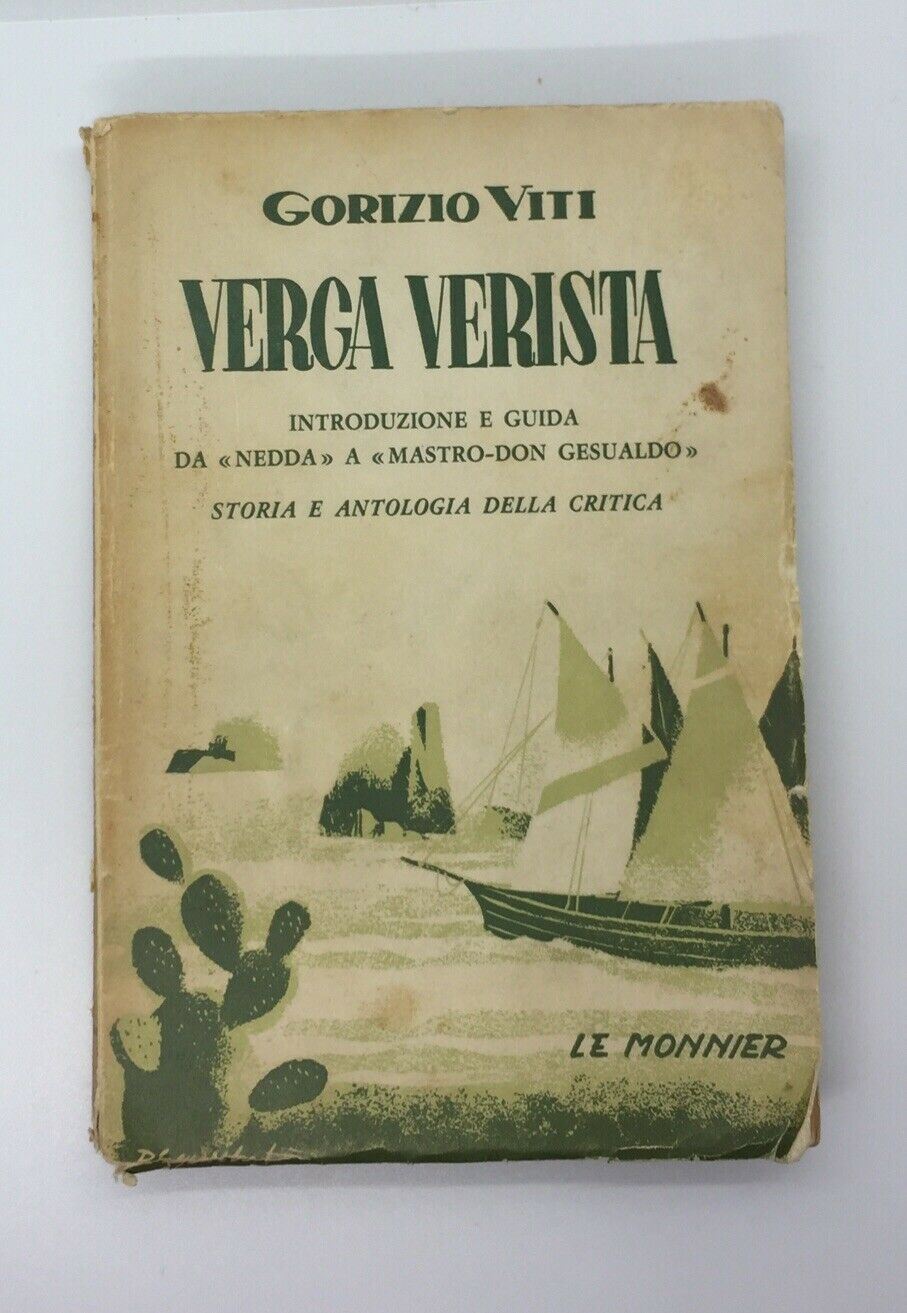 GORIZIO VITI
VERGA VERISTA
INTRODUZIONE E GUIDA
DA «NEDDA» A «MASTRO-DON GESUALDO»
STORIA E ANTOLOGIA DELLA CRITICA
LE MONNIER